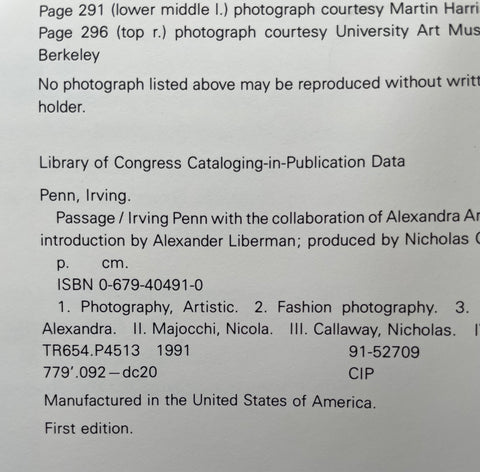 Page 291 (lower middle l.) photograph courtesy Martin Harri
Page 296 (top r.) photograph courtesy University Art Mus
Berkeley
No photograph listed above may be reproduced without writt
holder.
Library of Congress Cataloging-in-Publication Data
Penn, Irving.
Passage / Irving Penn with the collaboration of Alexandra Ar
introduction by Alexander Liberman; produced by Nicholas C
p. cm.
ISBN 0-679-40491-0
1. Photography, Artistic. 2. Fashion photography. 3.
Alexandra. II. Majocchi, Nicola. III. Callaway, Nicholas. I
TR654.P4513 1991 91-52709
779'.092—dc20 CIP
Manufactured in the United States of America.
First edition.